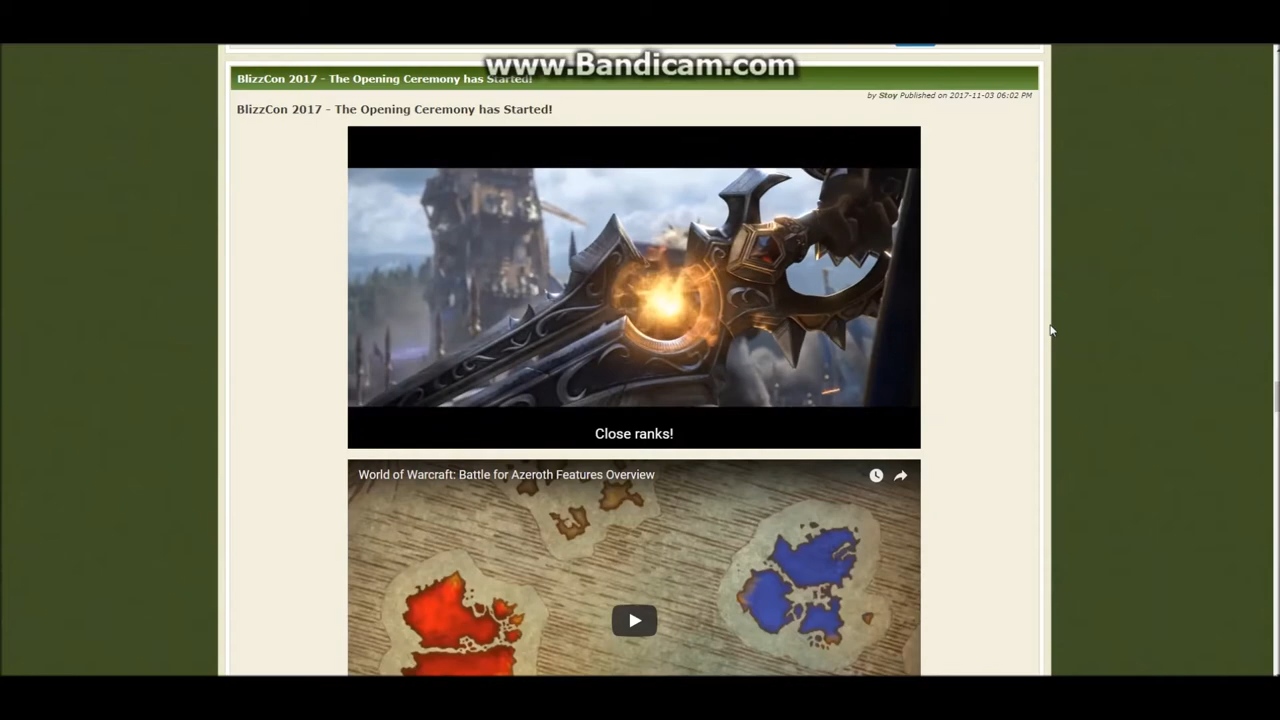 www.Bandicam.com
BlizzCon 2017 - The Opening Ceremony has Started!
by Stoy Published on 2017-11-03 06:02 PM
BlizzCon 2017 - The Opening Ceremony has Started!
Close ranks!
World of Warcraft: Battle for Azeroth Features Overview